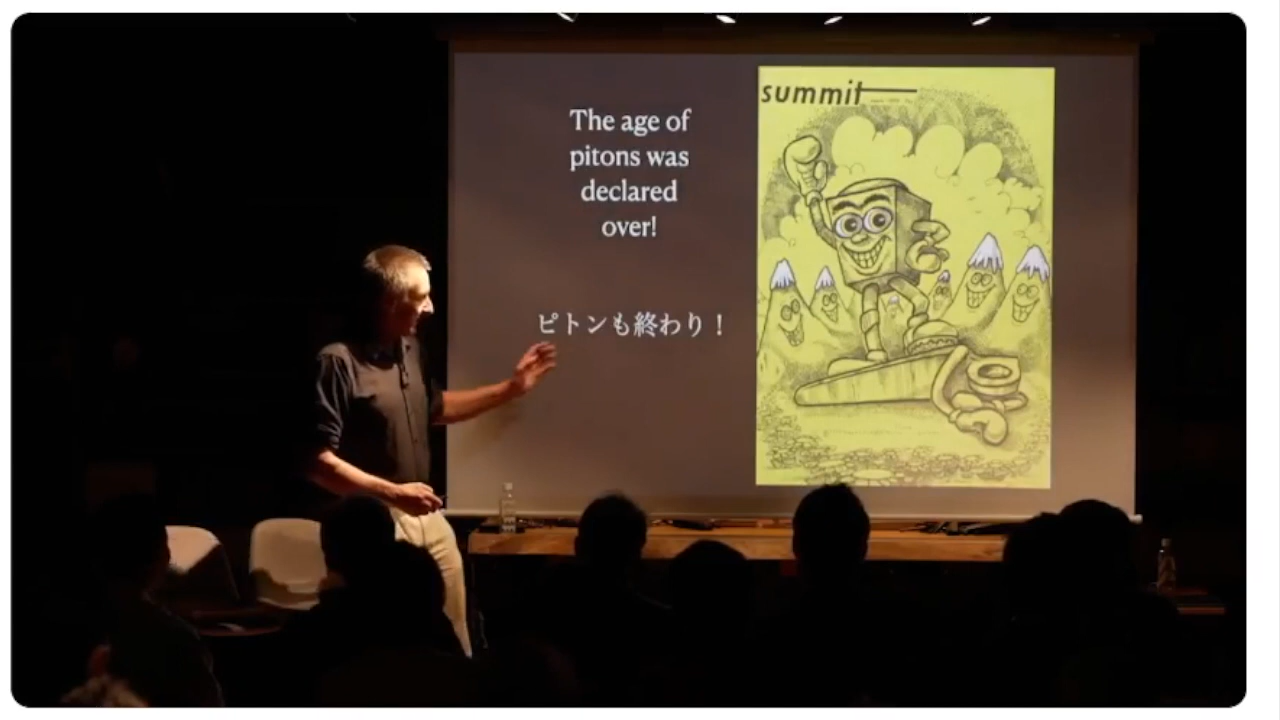 The age of
pitons was
declared
over!
ピトンも終わり！
summit